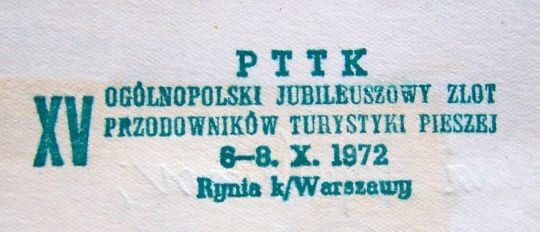 PTTK
XV OGÓLNOPOLSKI JUBILEUSZOWY ZLOT
PRZODOWNIKÓW TURYSTYKI PIESZEJ
6-8. X. 1972
Rynia k/Warszawy